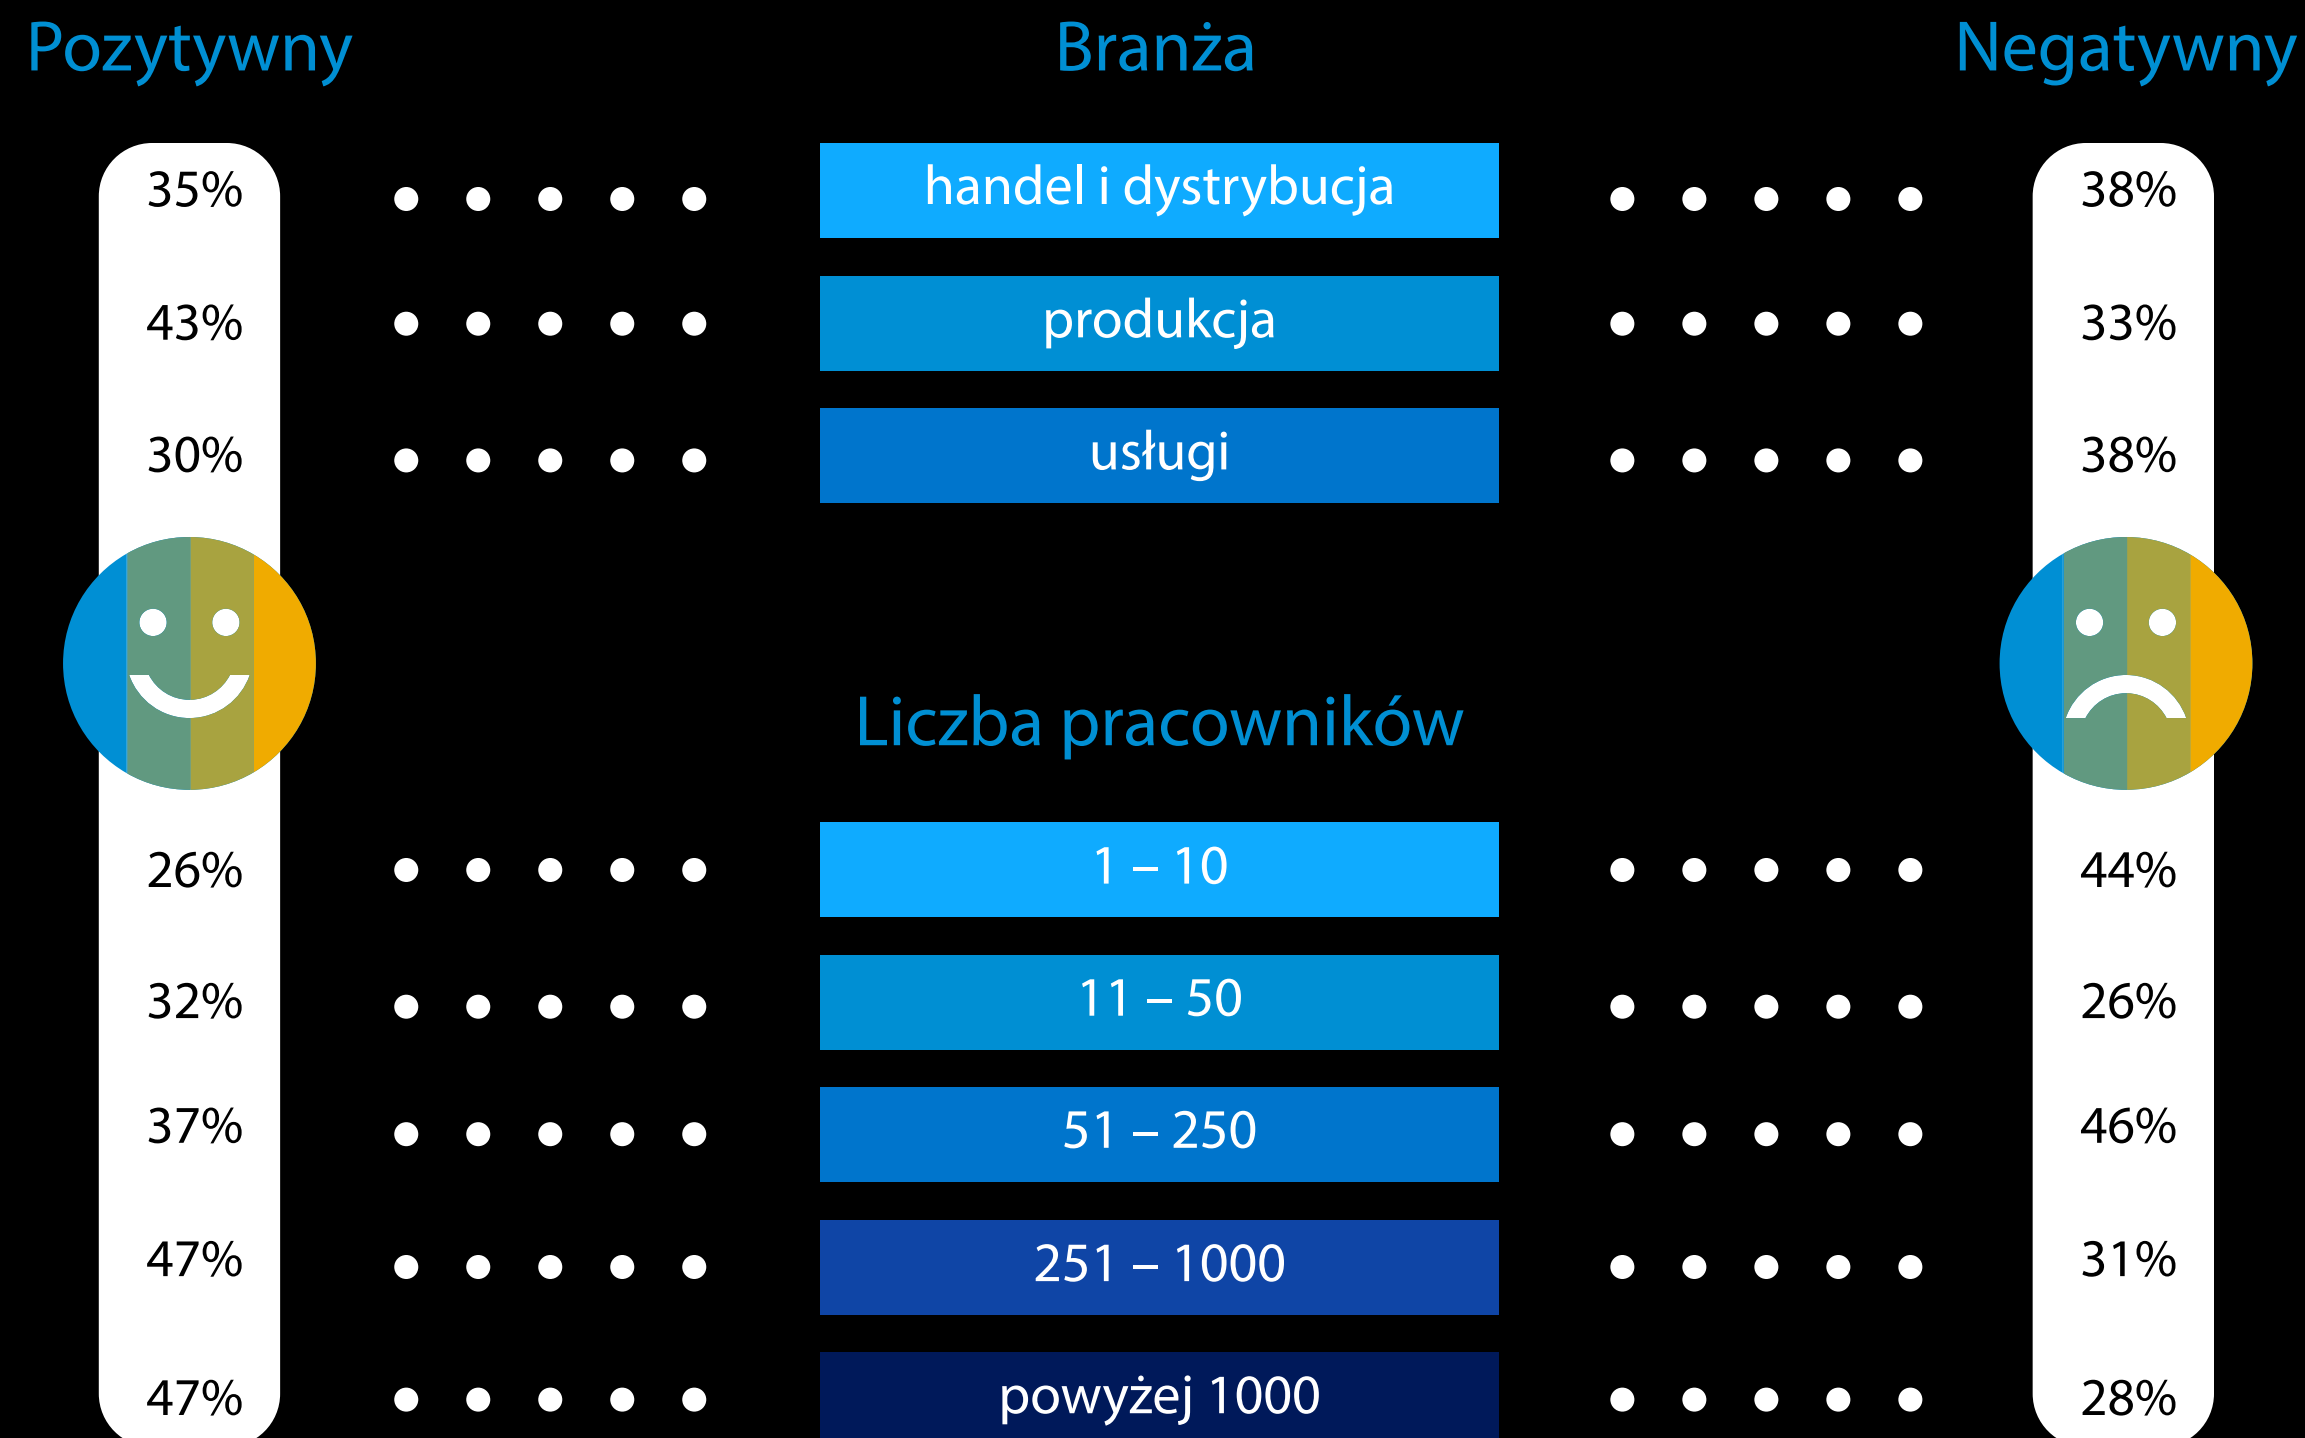 Pozytywny Branża Negatywny
35% handel i dystrybucja 38%
43% produkcja 33%
30% usługi 38%
Liczba pracowników
26% 1 – 10 44%
32% 11 – 50 26%
37% 51 – 250 46%
47% 251 – 1000 31%
47% powyżej 1000 28%